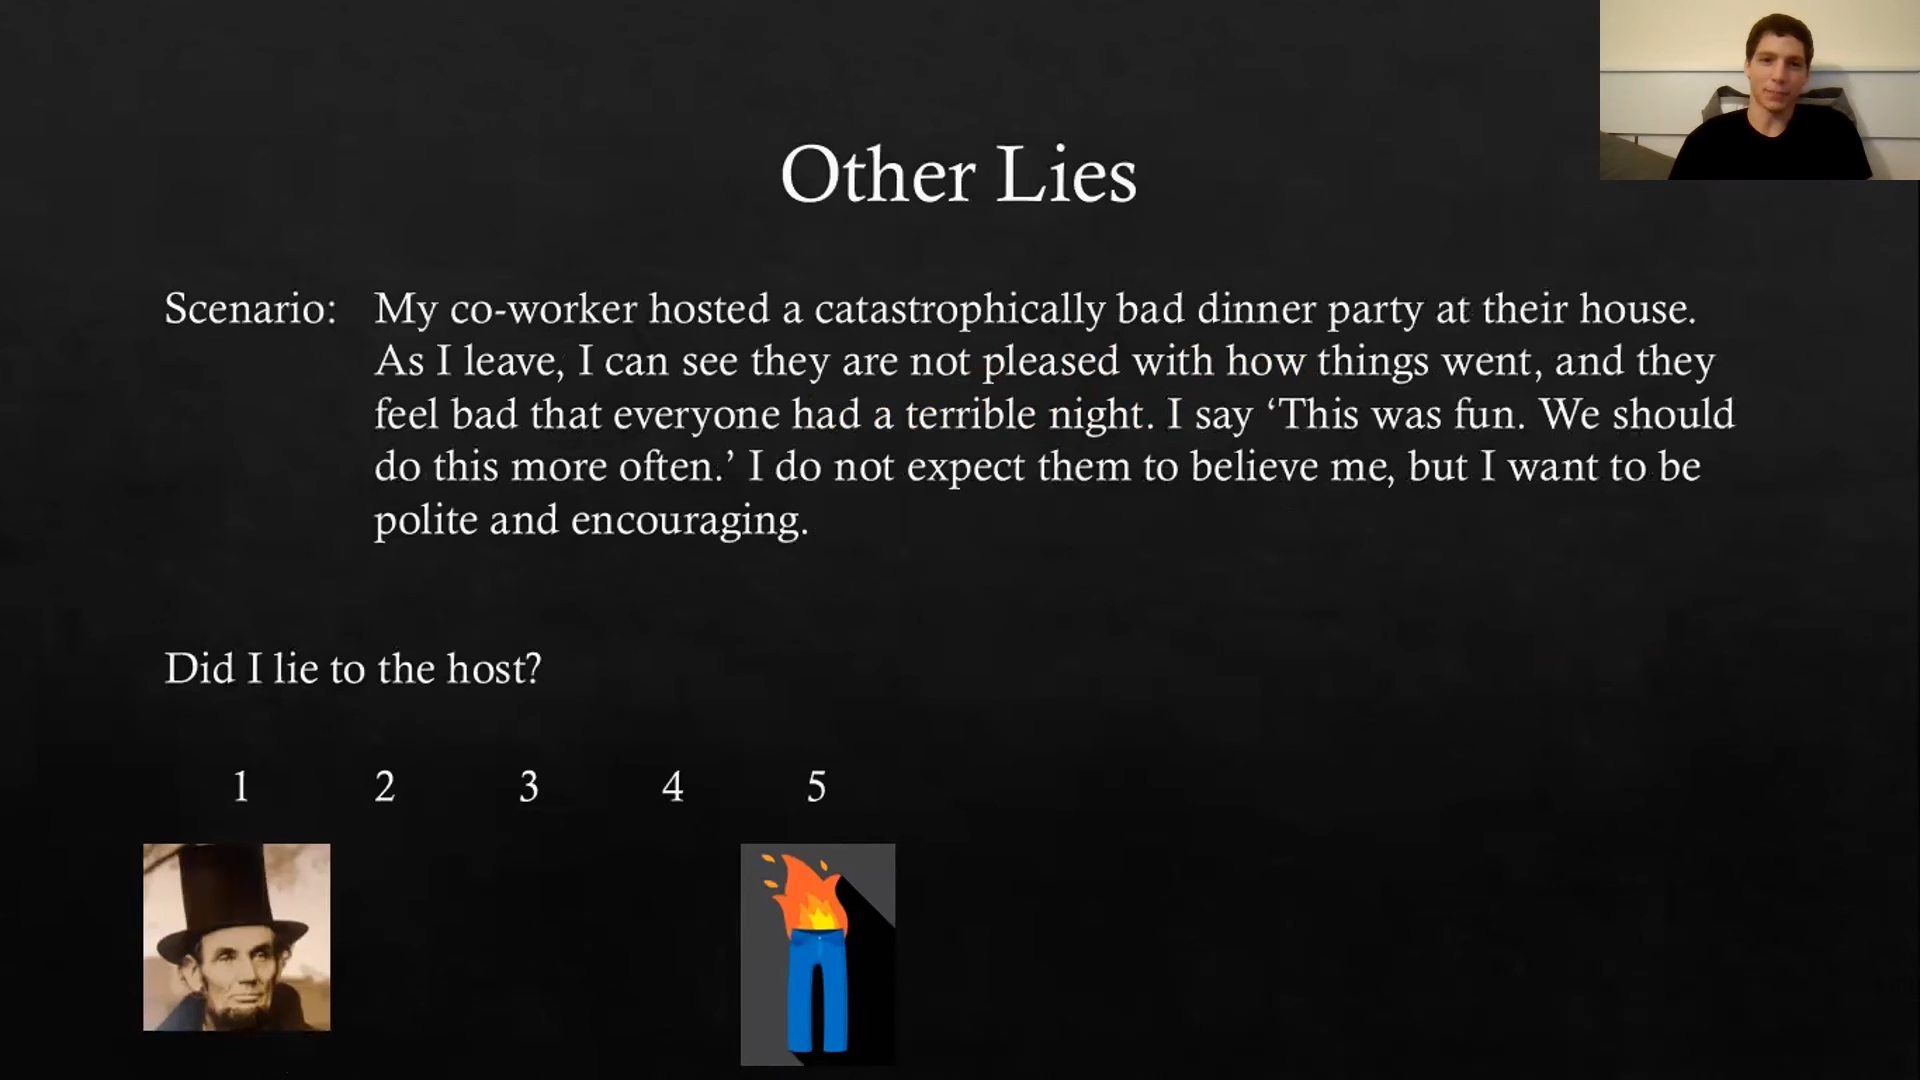 Other Lies
Scenario: My co-worker hosted a catastrophically bad dinner party at their house.
As I leave, I can see they are not pleased with how things went, and they
feel bad that everyone had a terrible night. I say ‘This was fun. We should
do this more often.’ I do not expect them to believe me, but I want to be
polite and encouraging.
Did I lie to the host?
1 2 3 4 5